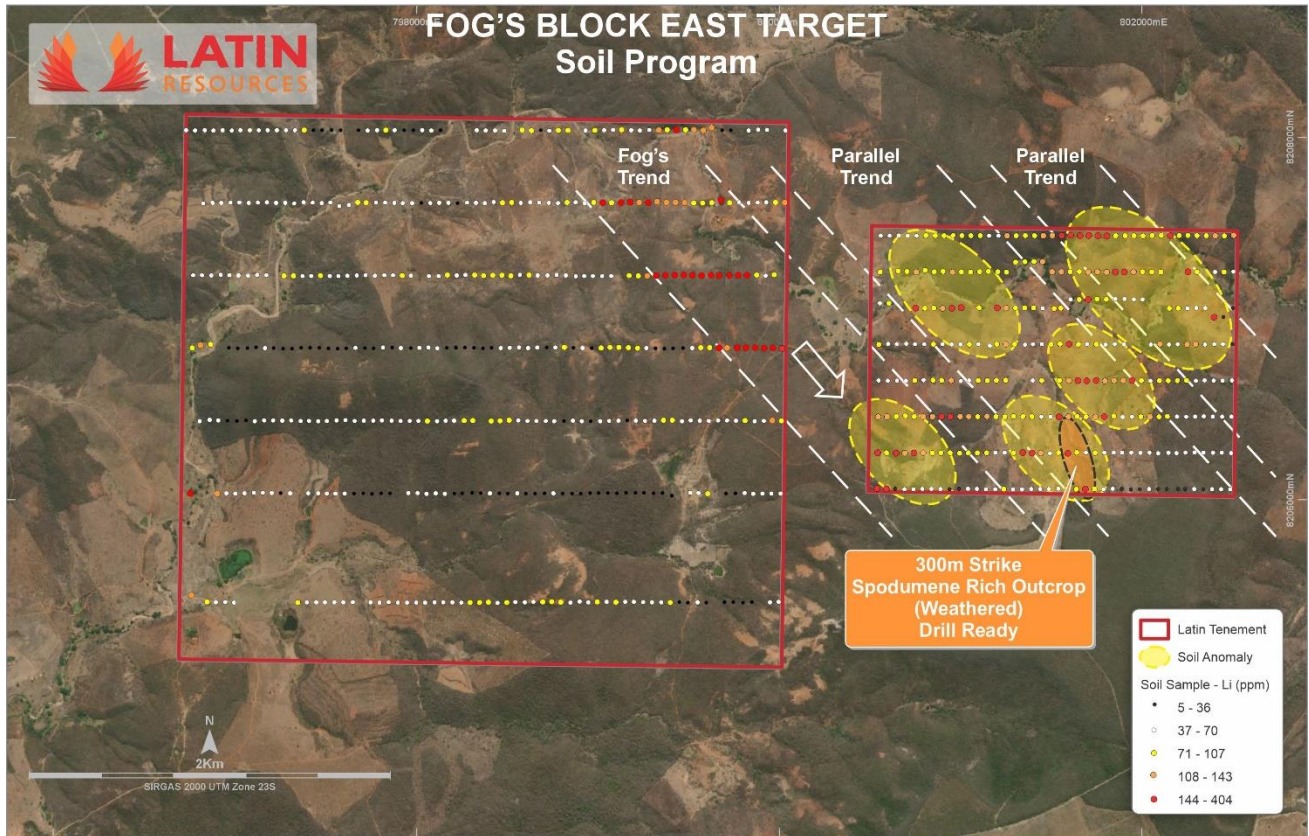 798000mE
802000mE
LATIN
RESOURCES
FOG'S BLOCK EAST TARGET
Soil Program
8208000mN
Fog's
Trend
Parallel
Trend
Parallel
Trend
8206000mN
300m Strike
Spodumene Rich Outcrop
(Weathered)
Drill Ready
Latin Tenement
Soil Anomaly
Soil Sample - Li (ppm)
5 - 36
37 - 70
71 - 107
108 - 143
144 - 404
N
2Km
SIRGAS 2000 UTM Zone 23S